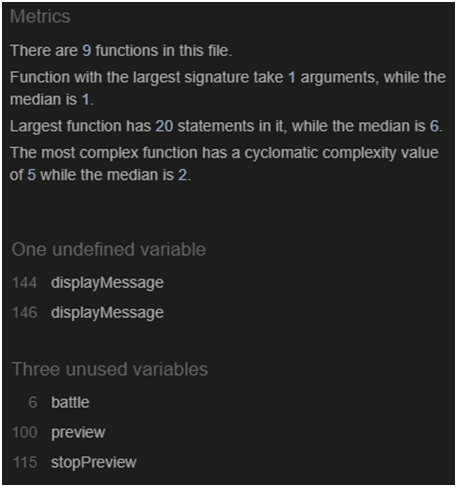 Metrics
There are 9 functions in this file.
Function with the largest signature take 1 arguments, while the
median is 1.
Largest function has 20 statements in it, while the median is 6.
The most complex function has a cyclomatic complexity value
of 5 while the median is 2.
One undefined variable
144 displayMessage
146 displayMessage
Three unused variables
6 battle
100 preview
115 stopPreview